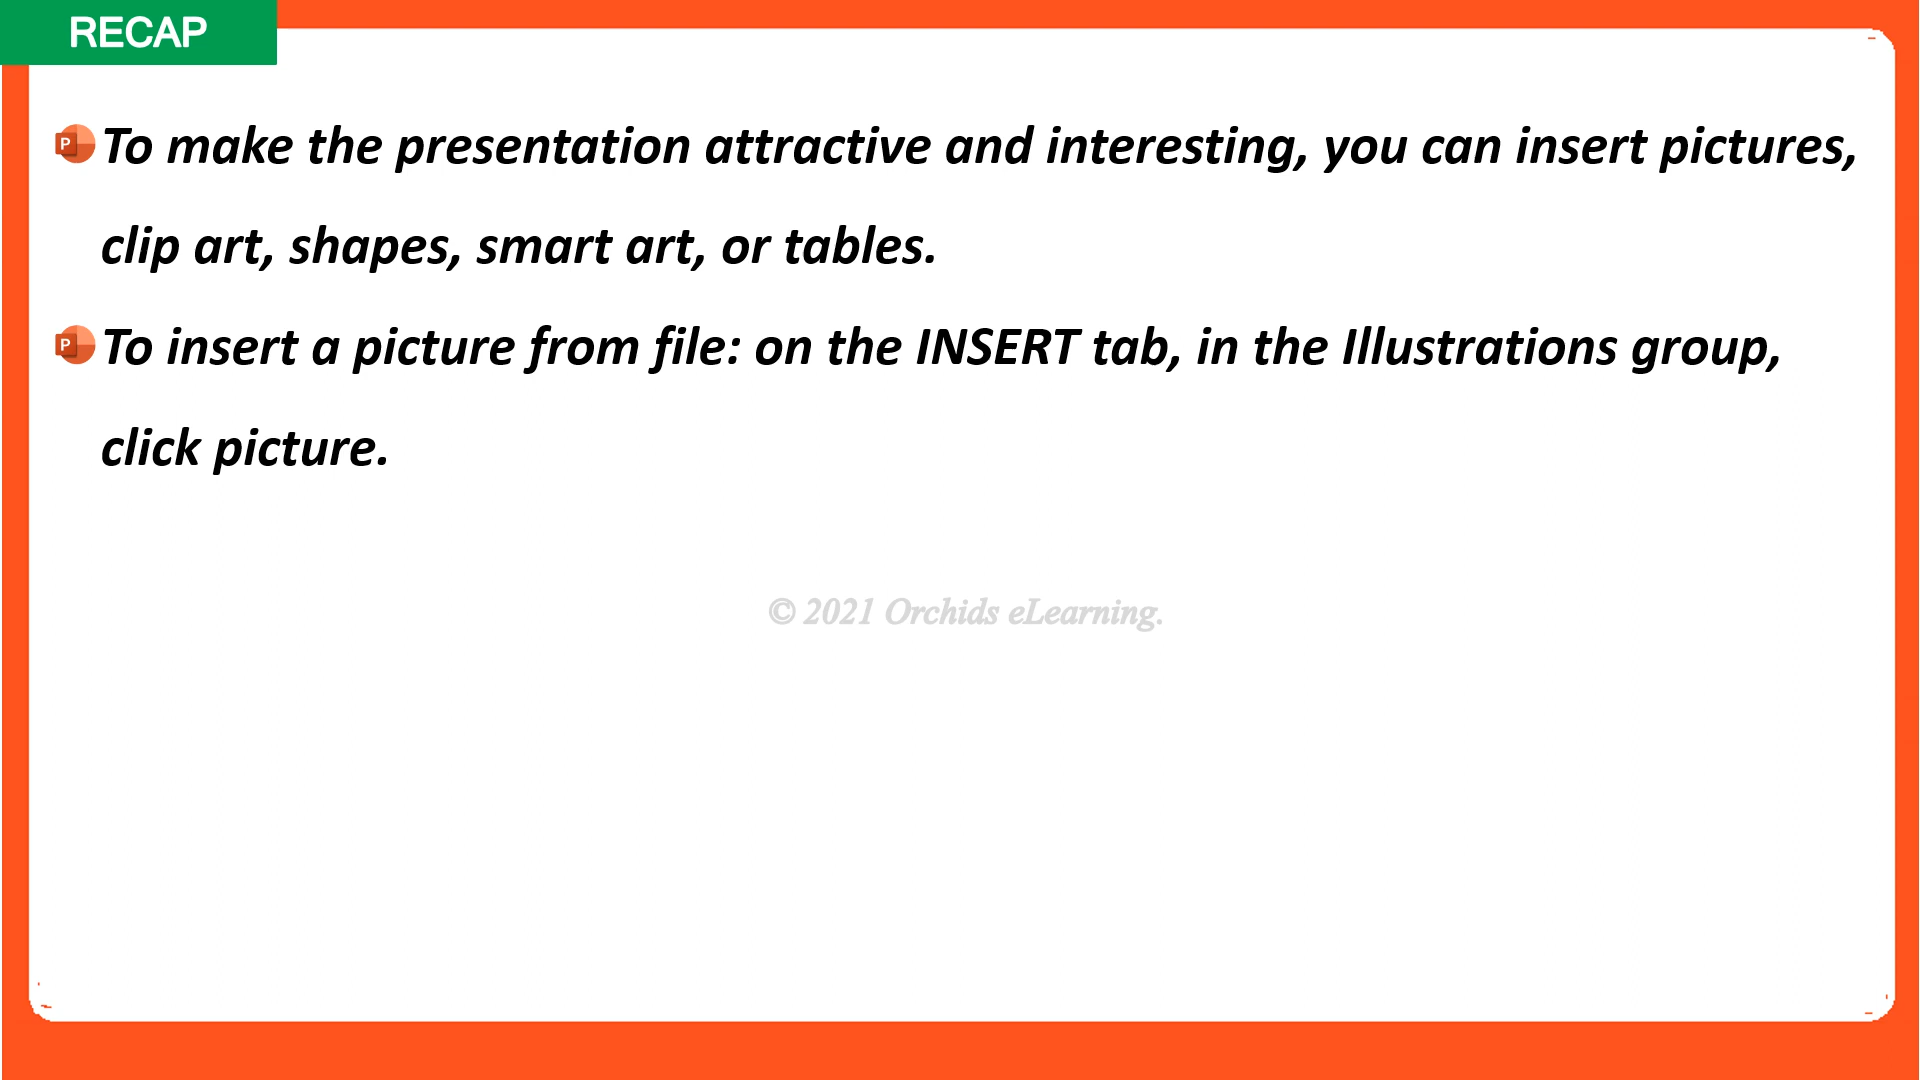 RECAP
P To make the presentation attractive and interesting, you can insert pictures,
clip art, shapes, smart art, or tables.
P To insert a picture from file: on the INSERT tab, in the Illustrations group,
click picture.
© 2021 Orchids eLearning.